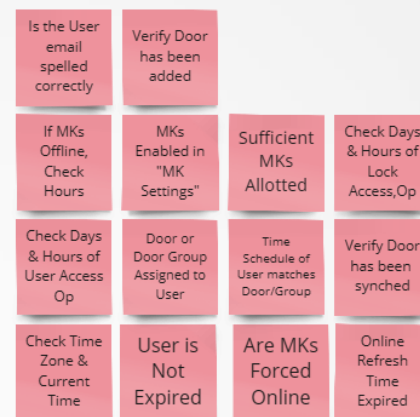 Is the User
email
spelled
correctly
Verify Door
has been
added
If MKs
Offline,
Check
Hours
MKs
Enabled in
"MK
Settings"
Sufficient
MKs
Allotted
Check Days
& Hours of
Lock
Access,Op
Check Days
& Hours of
User Access
Op
Door or
Door Group
Assigned to
User
Time
Schedule of
User matches
Door/Group
Verify Door
has been
synched
Check Time
Zone &
Current
Time
User is
Not
Expired
Are MKs
Forced
Online
Online
Refresh
Time
Expired